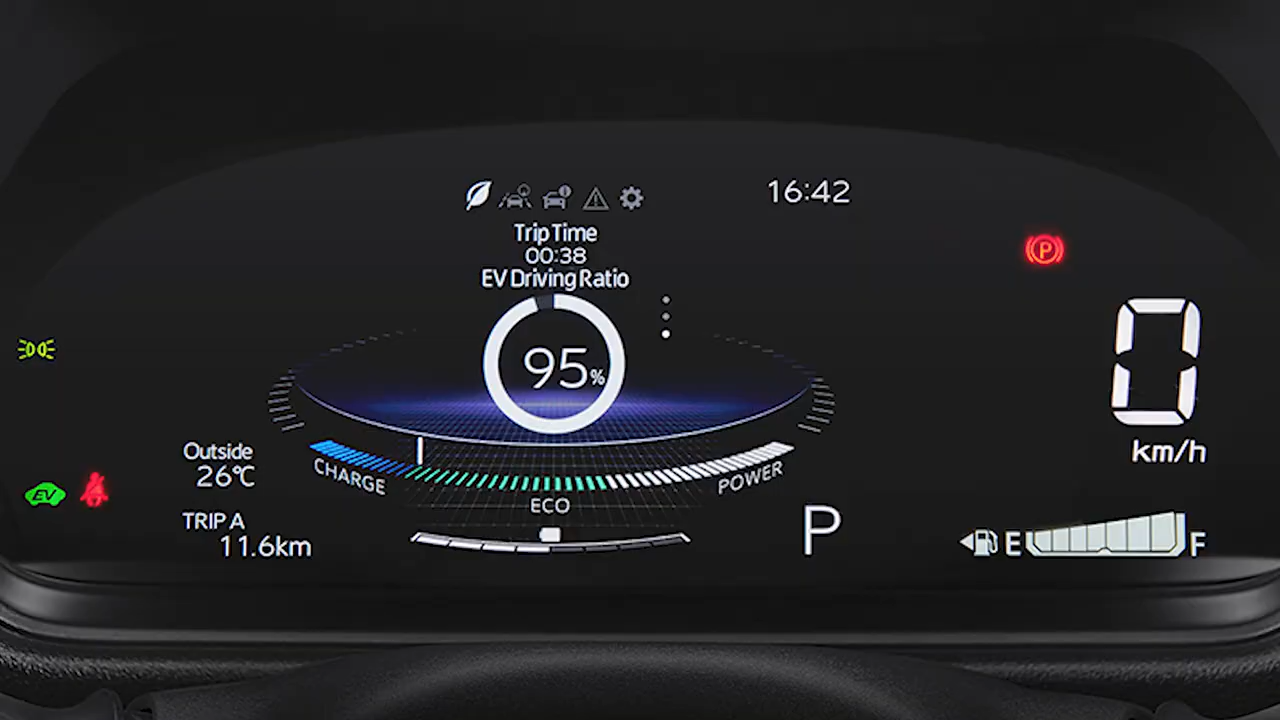 16:42
Trip Time
00:38
EV Driving Ratio
P
95%
0
km/h
Outside
26℃
CHARGE
ECO
POWER
EV
TRIP A
11.6km
P
E
F